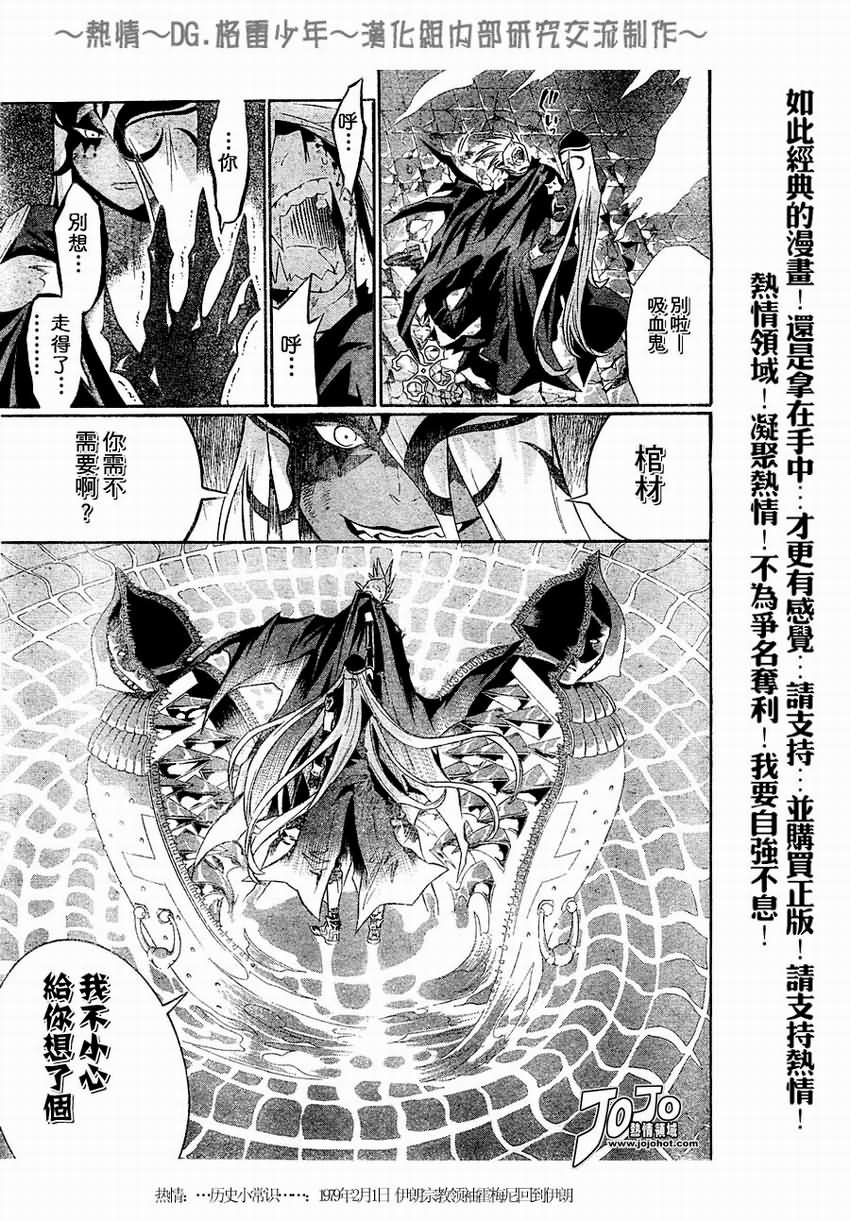 ～熱情～DG.格雷少年～漢化組内部研究交流制作～
如此經典的漫畫！還是拿在手中…才更有感覺…請支持…並購買正版！請支持熱情！
熱情領域！凝聚熱情！不為爭名奪利！我要自強不息！
別啦—
吸血鬼
呼…
呼…
…你
別想…
走得了…
棺材
你需不
需要啊？
我不小心
給你想了個
JOJO
熱情領域
www.jojohot.com
热情：…历史小常识……：1979年2月1日 伊朗宗教领袖霍梅尼回到伊朗